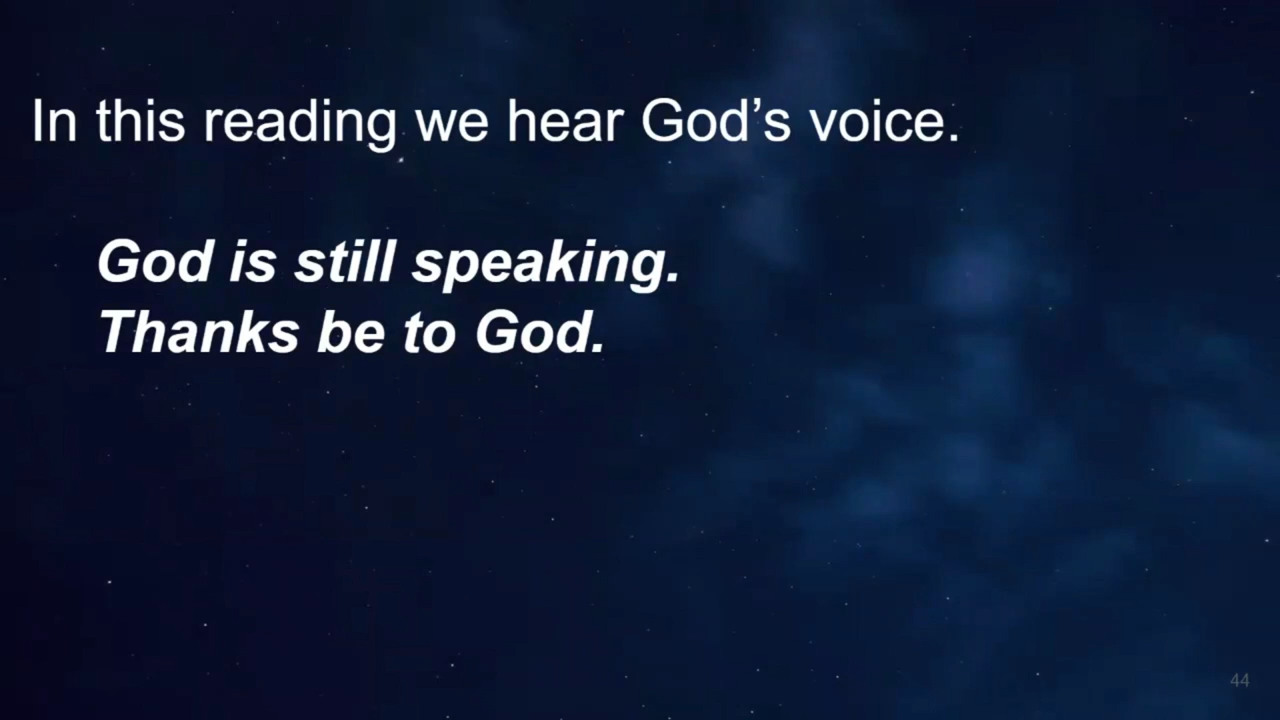 In this reading we hear God’s voice.
God is still speaking.
Thanks be to God.
44